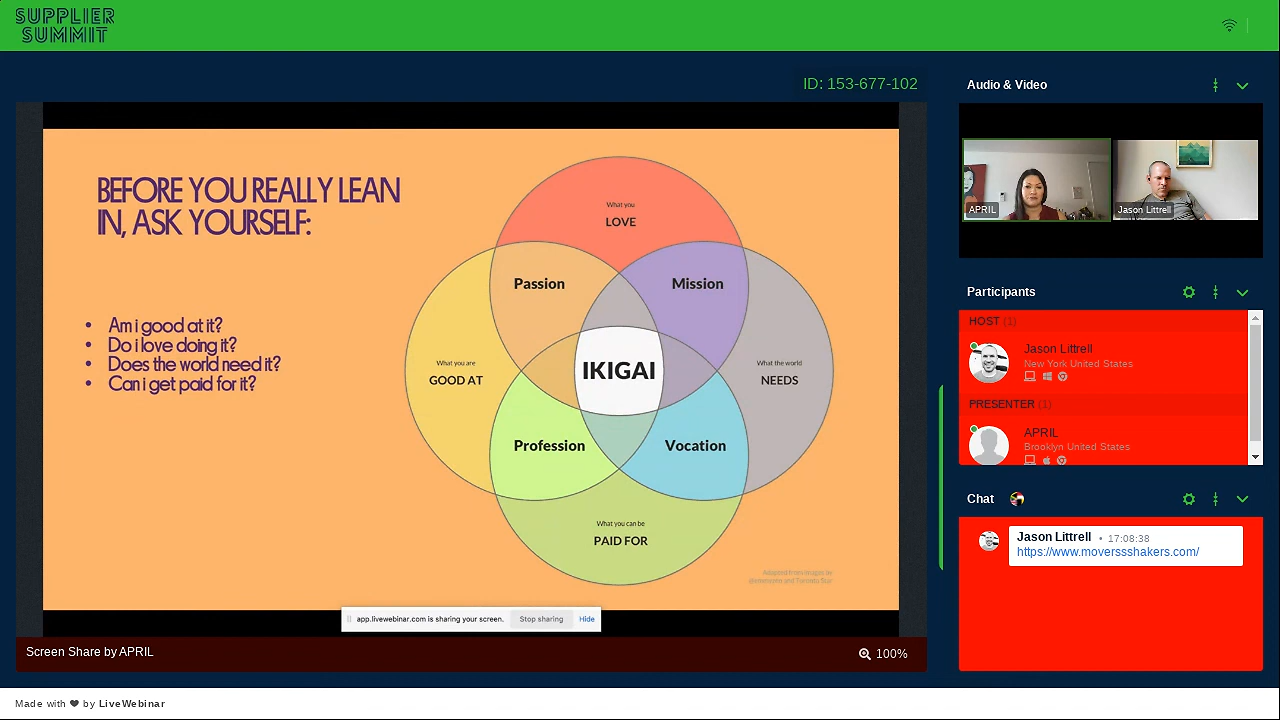 SUPPLIER
SUMMIT
ID: 153-677-102
BEFORE YOU REALLY LEAN
IN, ASK YOURSELF:
• Am i good at it?
• Do i love doing it?
• Does the world need it?
• Can i get paid for it?
What you
LOVE
Passion
Mission
What you are
GOOD AT
IKIGAI
What the world
NEEDS
Profession
Vocation
What you can be
PAID FOR
Adapted from images by
app.livewebinar.com is sharing your screen.
Stop sharing
Hide
Screen Share by APRIL
100%
Audio & Video
APRIL
Jason Littrell
Participants
HOST (1)
Jason Littrell
New York United States
PRESENTER (1)
APRIL
Brooklyn United States
Chat
Jason Littrell • 17:08:38
https://www.moverssshakers.com/
Made with ❤ by LiveWebinar